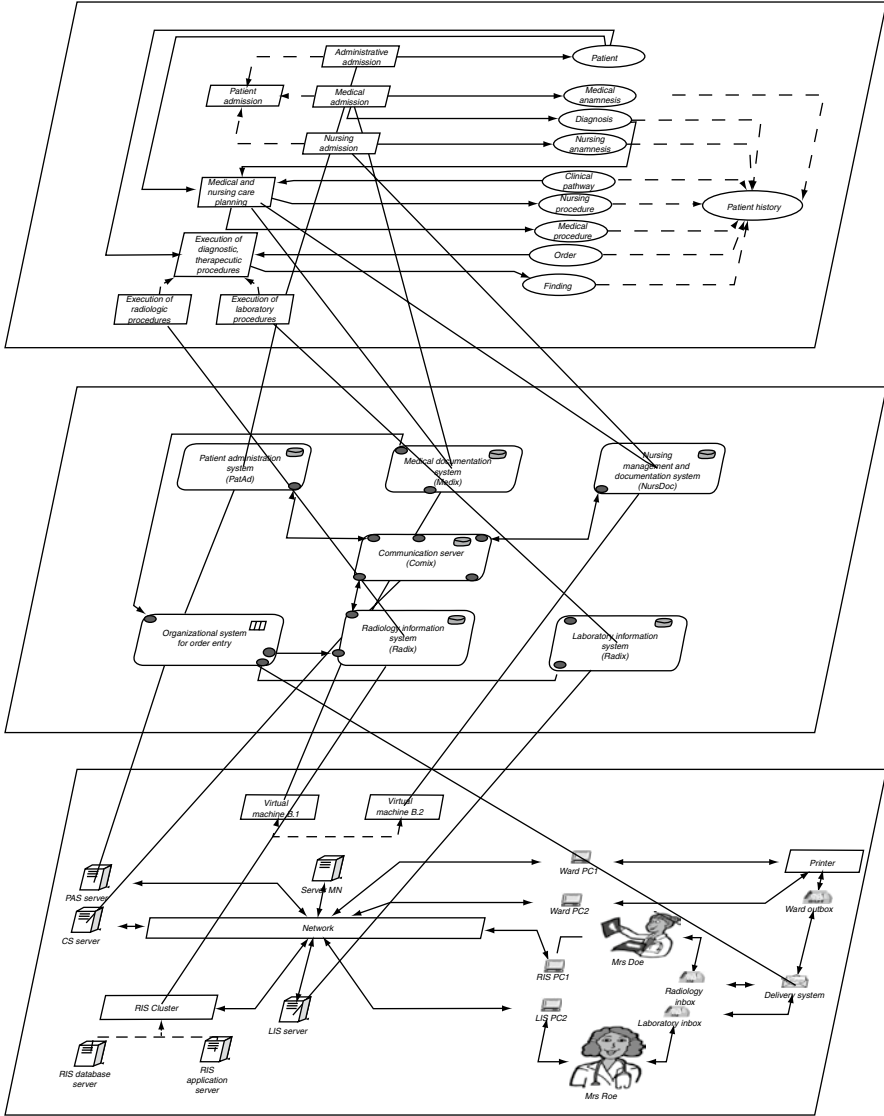 Administrative
admission
Patient
Patient
admission
Medical
admission
Medical
anamnesis
Diagnosis
Nursing
admission
Nursing
anamnesis
Medical and
nursing care
planning
Clinical
pathway
Nursing
procedure
Patient history
Medical
procedure
Execution of
diagnostic,
therapeutic
procedures
Order
Finding
Execution of
radiologic
procedures
Execution of
laboratory
procedures
Patient administration
system
(PatAd)
Medical documentation
system
(Medix)
Nursing
management and
documentation system
(NursDoc)
Communication server
(Comix)
Organizational system
for order entry
Radiology information
system
(Radix)
Laboratory information
system
(Radix)
Virtual
machine B.1
Virtual
machine B.2
PAS server
Server MN
Ward PC1
Printer
CS server
Network
Ward PC2
Ward outbox
Mrs Doe
RIS PC1
Radiology
inbox
Delivery system
RIS Cluster
LIS server
LIS PC2
Laboratory inbox
RIS database
server
RIS
application
server
Mrs Roe